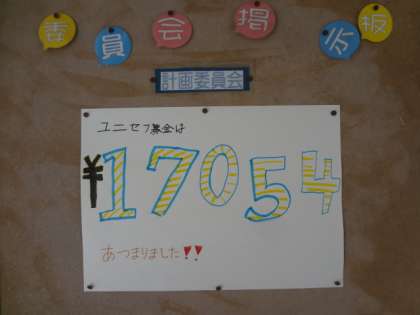 委員会掲示板
計画委員会
ユニセフ募金は
¥17054
あつまりました!!